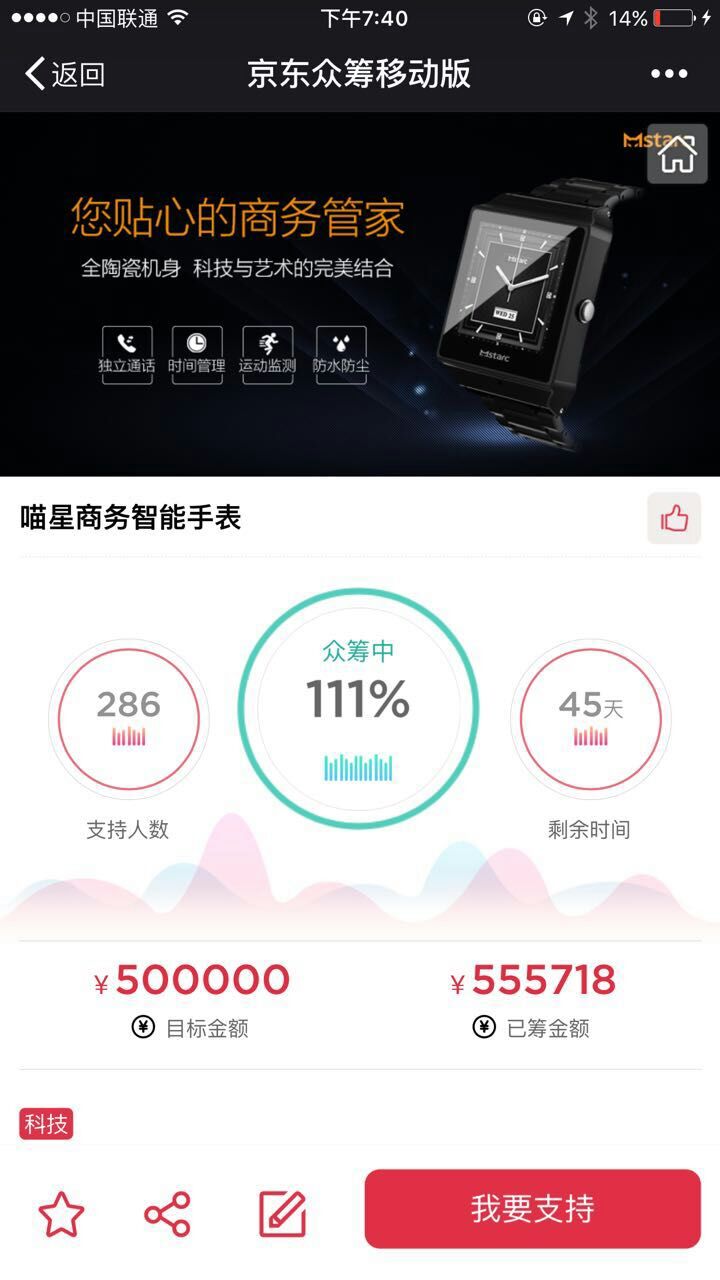 中国联通
下午7:40
14%
返回
京东众筹移动版
Mstarc
您贴心的商务管家
全陶瓷机身 科技与艺术的完美结合
Mstarc
WED 25
Mstarc
独立通话
时间管理
运动监测
防水防尘
喵星商务智能手表
众筹中
286
111%
45天
支持人数
剩余时间
¥500000
¥555718
¥ 目标金额
¥ 已筹金额
科技
我要支持